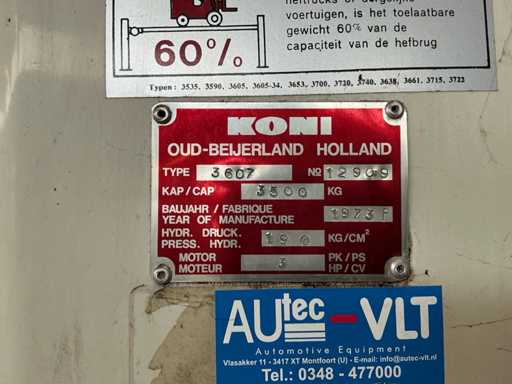 heftrucks of dergelijke
voertuigen, is het toelaatbare
gewicht 60% van de
capaciteit van de hefbrug
60%
Typen: 3535, 3590, 3605, 3605-34, 3653, 3700, 3720, 3740, 3638, 3661, 3715, 3722
KONI
OUD-BEIJERLAND HOLLAND
TYPE 3607 No 12909
KAP/CAP 3500 KG
BAUJAHR / FABRIQUE
YEAR OF MANUFACTURE 1973 F
HYDR. DRUCK.
PRESS. HYDR. 190 KG/CM²
MOTOR
MOTEUR 3 PK/PS
HP/CV
AUtec-VLT
Automotive Equipment
Vlasakker 11 - 3417 XT Montfoort (U) - E-mail: info@autec-vlt.nl
Tel.: 0348 - 477000